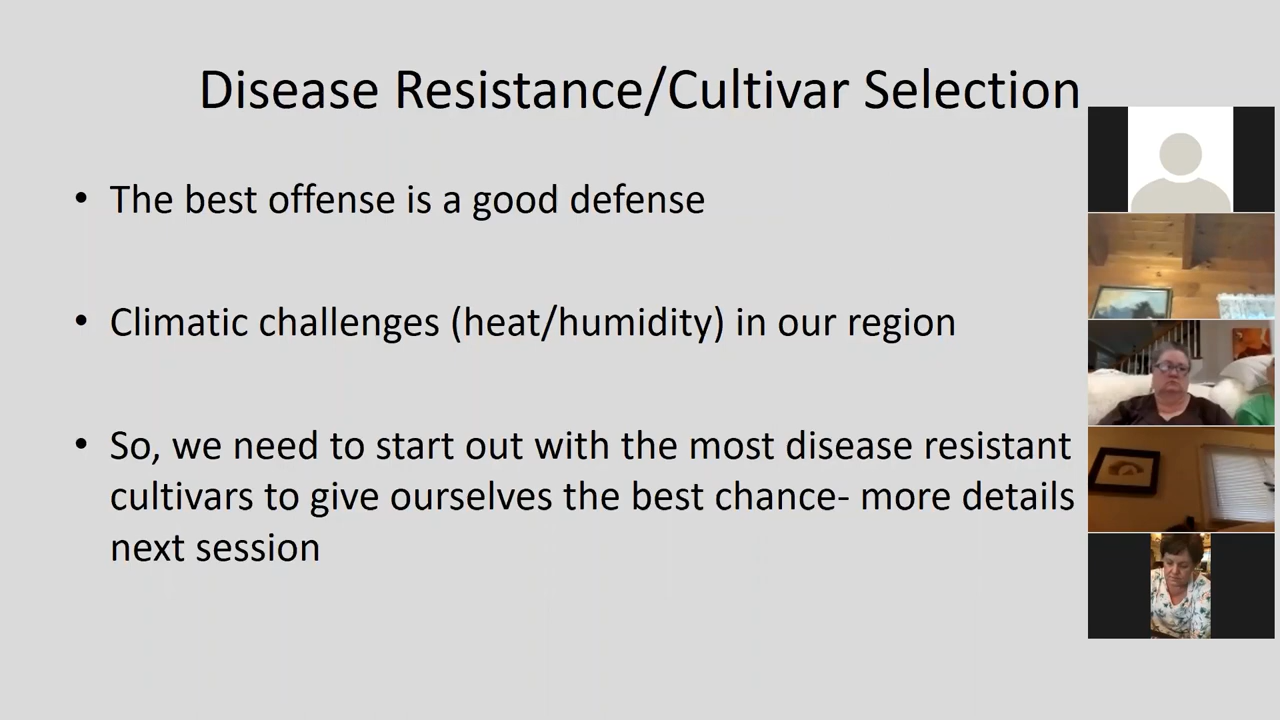 Disease Resistance/Cultivar Selection
• The best offense is a good defense
• Climatic challenges (heat/humidity) in our region
• So, we need to start out with the most disease resistant
cultivars to give ourselves the best chance- more details
next session